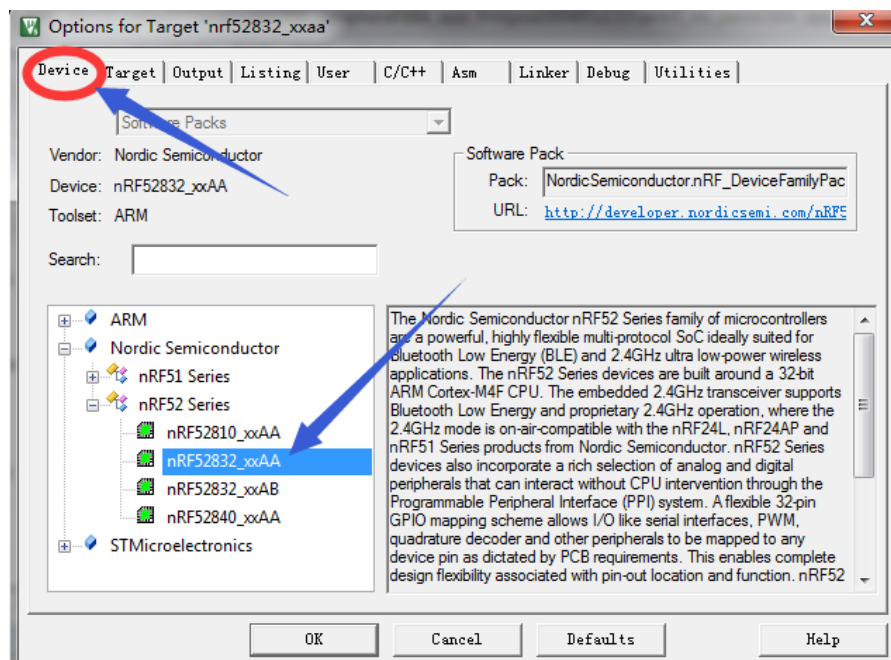 Options for Target 'nrf52832_xxaa'
Device Target Output Listing User C/C++ Asm Linker Debug Utilities
Software Packs
Vendor: Nordic Semiconductor
Device: nRF52832_xxAA
Toolset: ARM
Search:
Software Pack
Pack: NordicSemiconductor.nRF_DeviceFamilyPac
URL: http://developer.nordicsemi.com/nRF5
ARM
Nordic Semiconductor
nRF51 Series
nRF52 Series
nRF52810_xxAA
nRF52832_xxAA
nRF52832_xxAB
nRF52840_xxAA
STMicroelectronics
The Nordic Semiconductor nRF52 Series family of microcontrollers
are a powerful, highly flexible multi-protocol SoC ideally suited for
Bluetooth Low Energy (BLE) and 2.4GHz ultra low-power wireless
applications. The nRF52 Series devices are built around a 32-bit
ARM Cortex-M4F CPU. The embedded 2.4GHz transceiver supports
Bluetooth Low Energy and proprietary 2.4GHz operation, where the
2.4GHz mode is on-air-compatible with the nRF24L, nRF24AP and
nRF51 Series products from Nordic Semiconductor. nRF52 Series
devices also incorporate a rich selection of analog and digital
peripherals that can interact without CPU intervention through the
Programmable Peripheral Interface (PPI) system. A flexible 32-pin
GPIO mapping scheme allows I/O like serial interfaces, PWM,
quadrature decoder and other peripherals to be mapped to any
device pin as dictated by PCB requirements. This enables complete
design flexibility associated with pin-out location and function. nRF52
OK Cancel Defaults Help